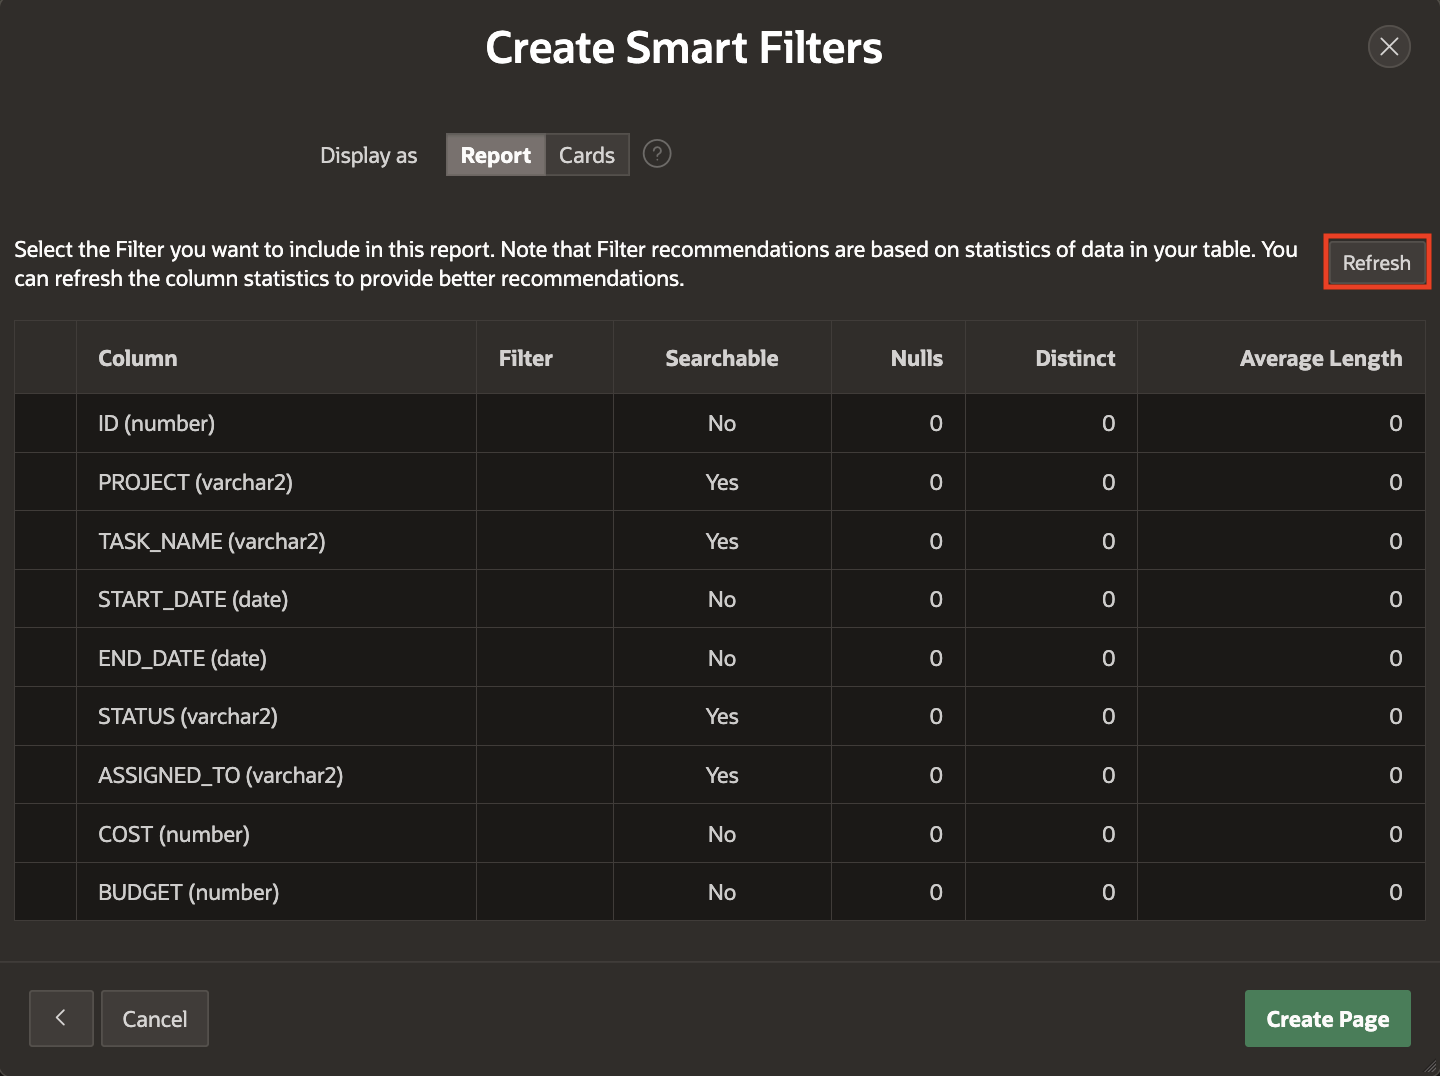 Create Smart Filters
Display as Report Cards ?
Select the Filter you want to include in this report. Note that Filter recommendations are based on statistics of data in your table. You
can refresh the column statistics to provide better recommendations.
Refresh
Column Filter Searchable Nulls Distinct Average Length
ID (number) No 0 0 0
PROJECT (varchar2) Yes 0 0 0
TASK_NAME (varchar2) Yes 0 0 0
START_DATE (date) No 0 0 0
END_DATE (date) No 0 0 0
STATUS (varchar2) Yes 0 0 0
ASSIGNED_TO (varchar2) Yes 0 0 0
COST (number) No 0 0 0
BUDGET (number) No 0 0 0
Cancel Create Page